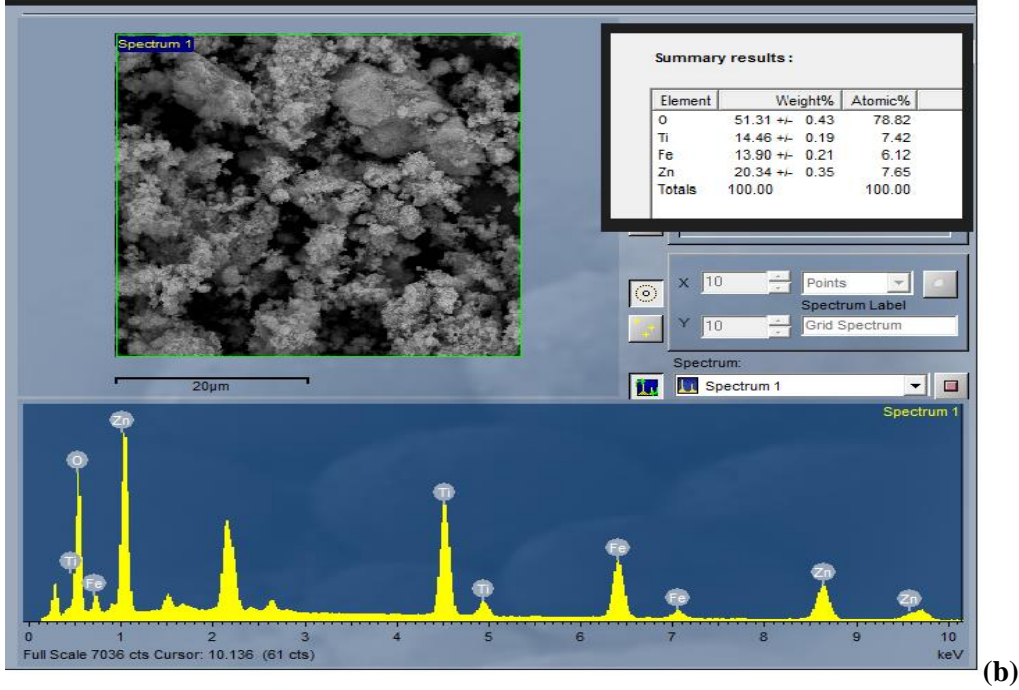 Spectrum 1
Summary results :
Element Weight% Atomic%
O 51.31 +/- 0.43 78.82
Ti 14.46 +/- 0.19 7.42
Fe 13.90 +/- 0.21 6.12
Zn 20.34 +/- 0.35 7.65
Totals 100.00 100.00
X 10 Points
Spectrum Label
Y 10 Grid Spectrum
Spectrum:
20µm
Spectrum 1
Spectrum 1
Zn
O
Ti
Ti
Fe
Zn
Fe
Ti
Fe
Zn
0 1 2 3 4 5 6 7 8 9 10
Full Scale 7036 cts Cursor: 10.136 (61 cts) keV
(b)